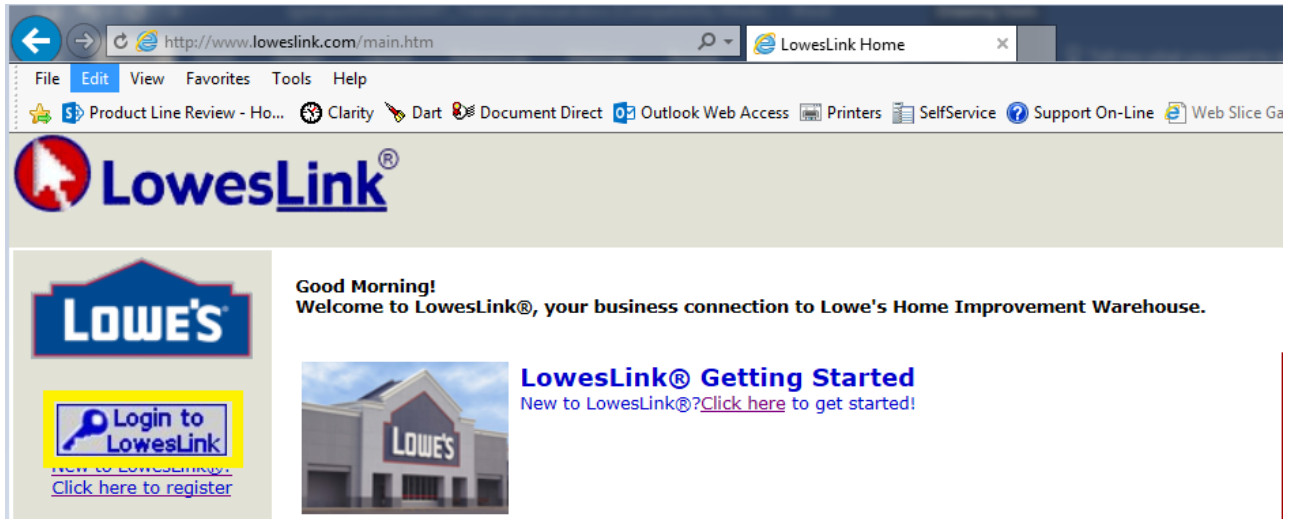 http://www.loweslink.com/main.htm
LowesLink Home
File Edit View Favorites Tools Help
Product Line Review - Ho... Clarity Dart Document Direct Outlook Web Access Printers SelfService Support On-Line Web Slice Ga
LowesLink®
LOWE'S
Good Morning!
Welcome to LowesLink®, your business connection to Lowe's Home Improvement Warehouse.
Login to
LowesLink
New to LowesLink®?
Click here to register
LowesLink® Getting Started
New to LowesLink®?Click here to get started!
LOWE'S